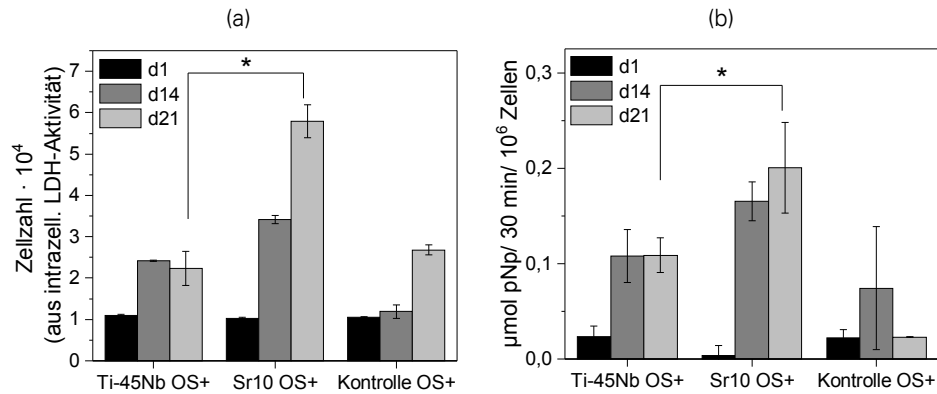 (a)
Zellzahl · 10⁴
(aus intrazell. LDH-Aktivität)
7
6
5
4
3
2
1
0
d1
d14
d21
*
Ti-45Nb OS+ Sr10 OS+ Kontrolle OS+
(b)
µmol pNp/ 30 min/ 10⁶ Zellen
0,3
0,2
0,1
0,0
d1
d14
d21
*
Ti-45Nb OS+ Sr10 OS+ Kontrolle OS+